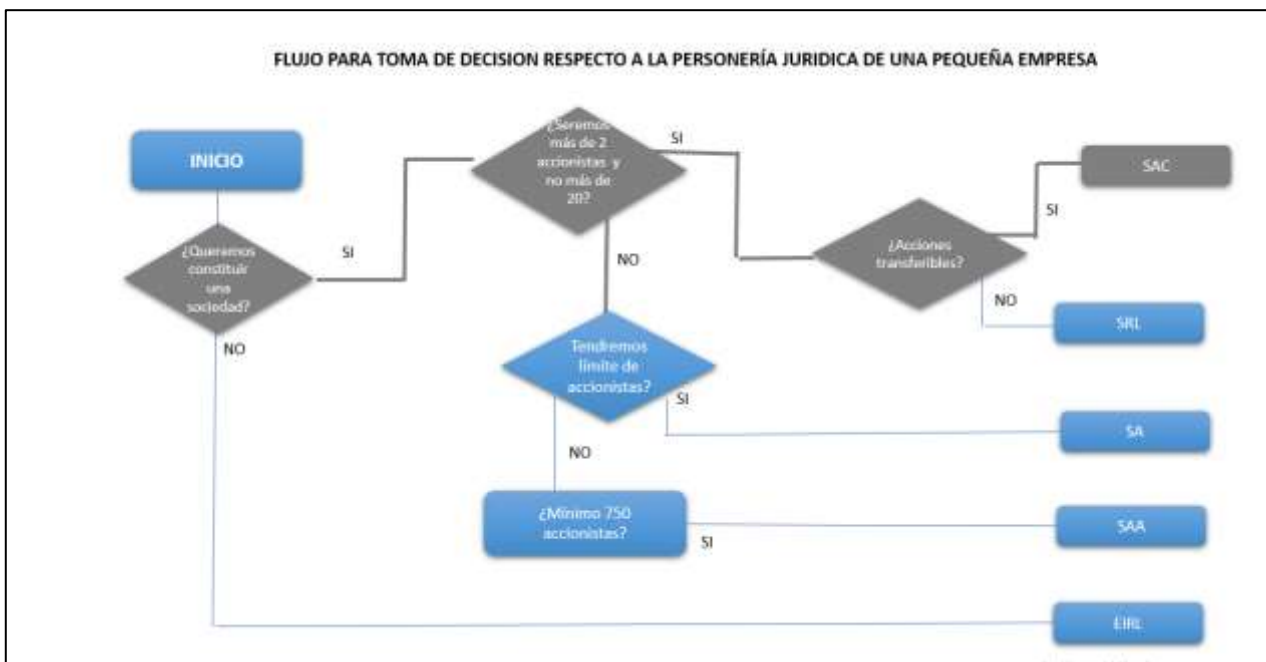 FLUJO PARA TOMA DE DECISION RESPECTO A LA PERSONERÍA JURIDICA DE UNA PEQUEÑA EMPRESA
INICIO
¿Queremos
constituir
una
sociedad?
SI
NO
¿Seremos
más de 2
accionistas y
no más de
20?
SI
NO
¿Acciones
transferibles?
SI
NO
SAC
SRL
Tendremos
límite de
accionistas?
SI
NO
SA
¿Mínimo 750
accionistas?
SI
SAA
EIRL